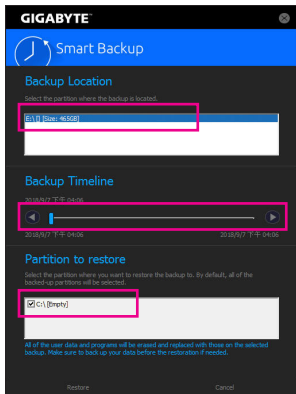 GIGABYTE™
Smart Backup
Backup Location
Select the partition where the backup is located.
E:\ [] [Size: 465GB]
Backup Timeline
2018/9/7 下午 04:06
2018/9/7 下午 04:06
2018/9/7 下午 04:06
Partition to restore
Select the partition where you want to restore the backup to. By default, all of the
backed-up partitions will be selected.
C:\ [Empty]
All of the user data and programs will be erased and replaced with those on the selected
backup. Make sure to back up your data before the restoration if needed.
Restore
Cancel